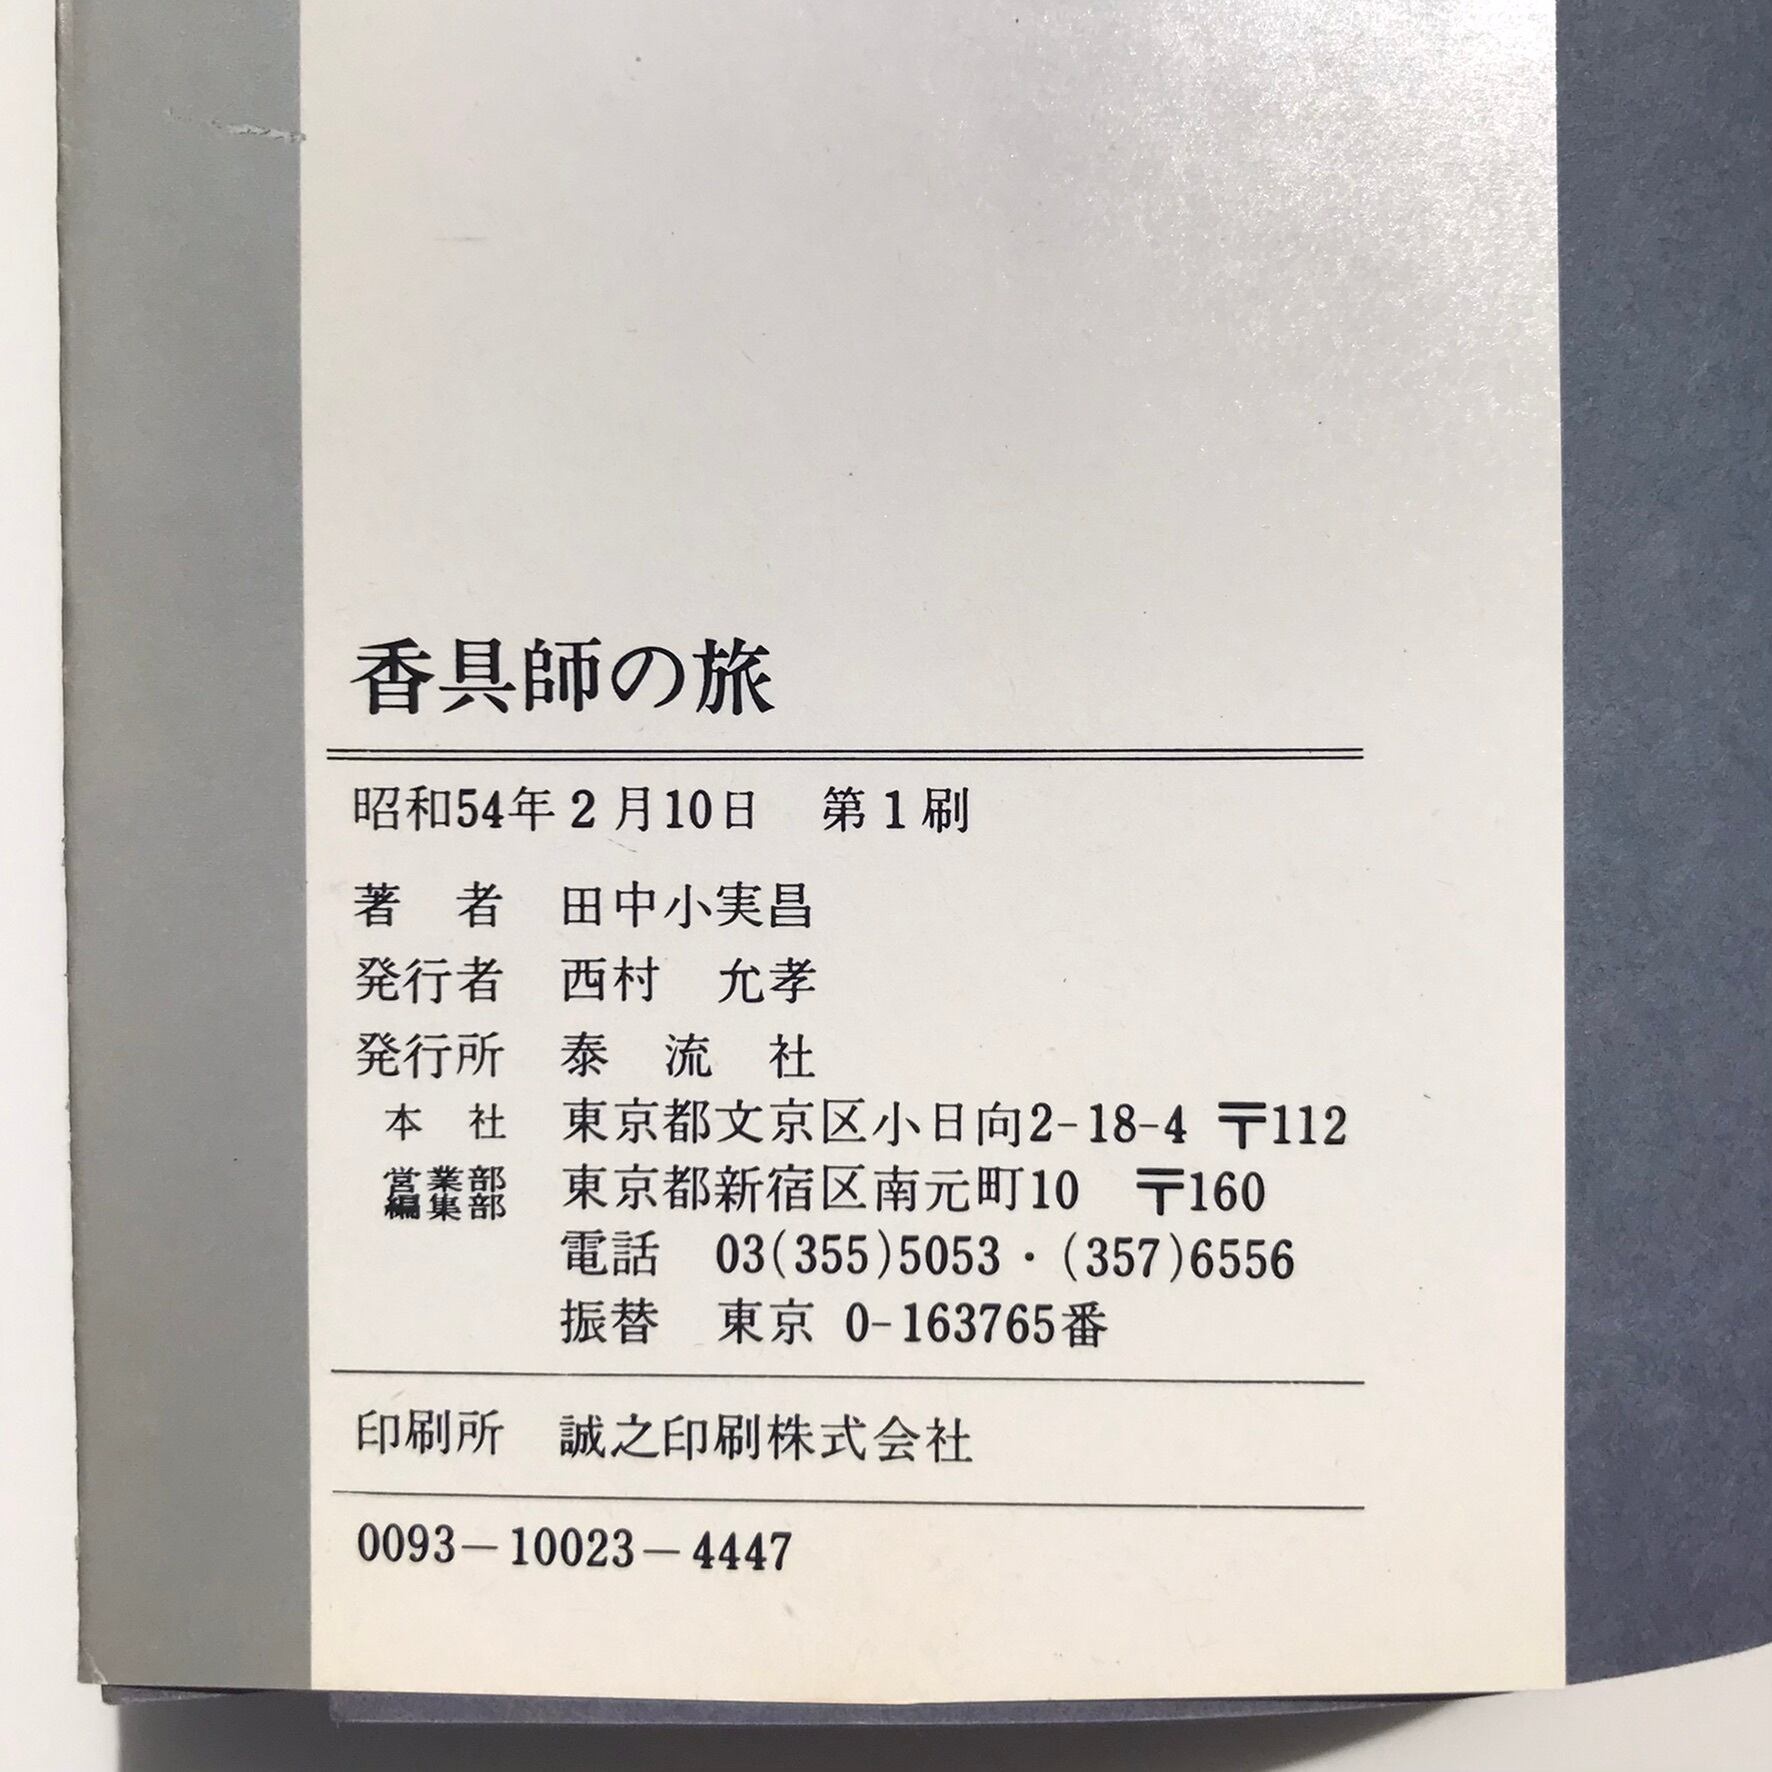 香具師の旅
昭和54年2月10日　第1刷
著　者　田中小実昌
発行者　西村　允孝
発行所　泰　流　社
本　社　東京都文京区小日向2-18-4 〒112
営業部
編集部　東京都新宿区南元町10　〒160
電話　03(355)5053・(357)6556
振替　東京 0-163765番
印刷所　誠之印刷株式会社
0093-10023-4447